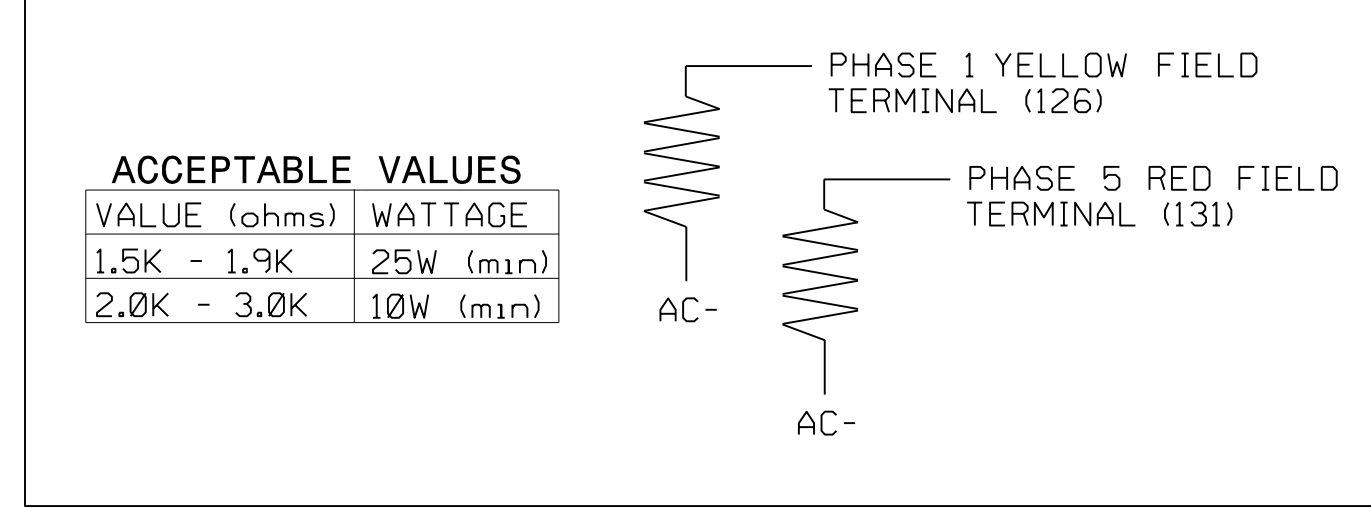 ACCEPTABLE VALUES
VALUE (ohms) WATTAGE
1.5K - 1.9K 25W (min)
2.0K - 3.0K 10W (min)
PHASE 1 YELLOW FIELD
TERMINAL (126)
AC-
PHASE 5 RED FIELD
TERMINAL (131)
AC-